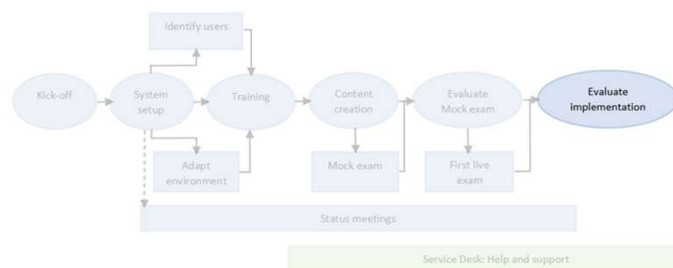 Identify users
Kick-off
System
setup
Training
Content
creation
Evaluate
Mock exam
Evaluate
implementation
Adapt
environment
Mock exam
First live
exam
Status meetings
Service Desk: Help and support